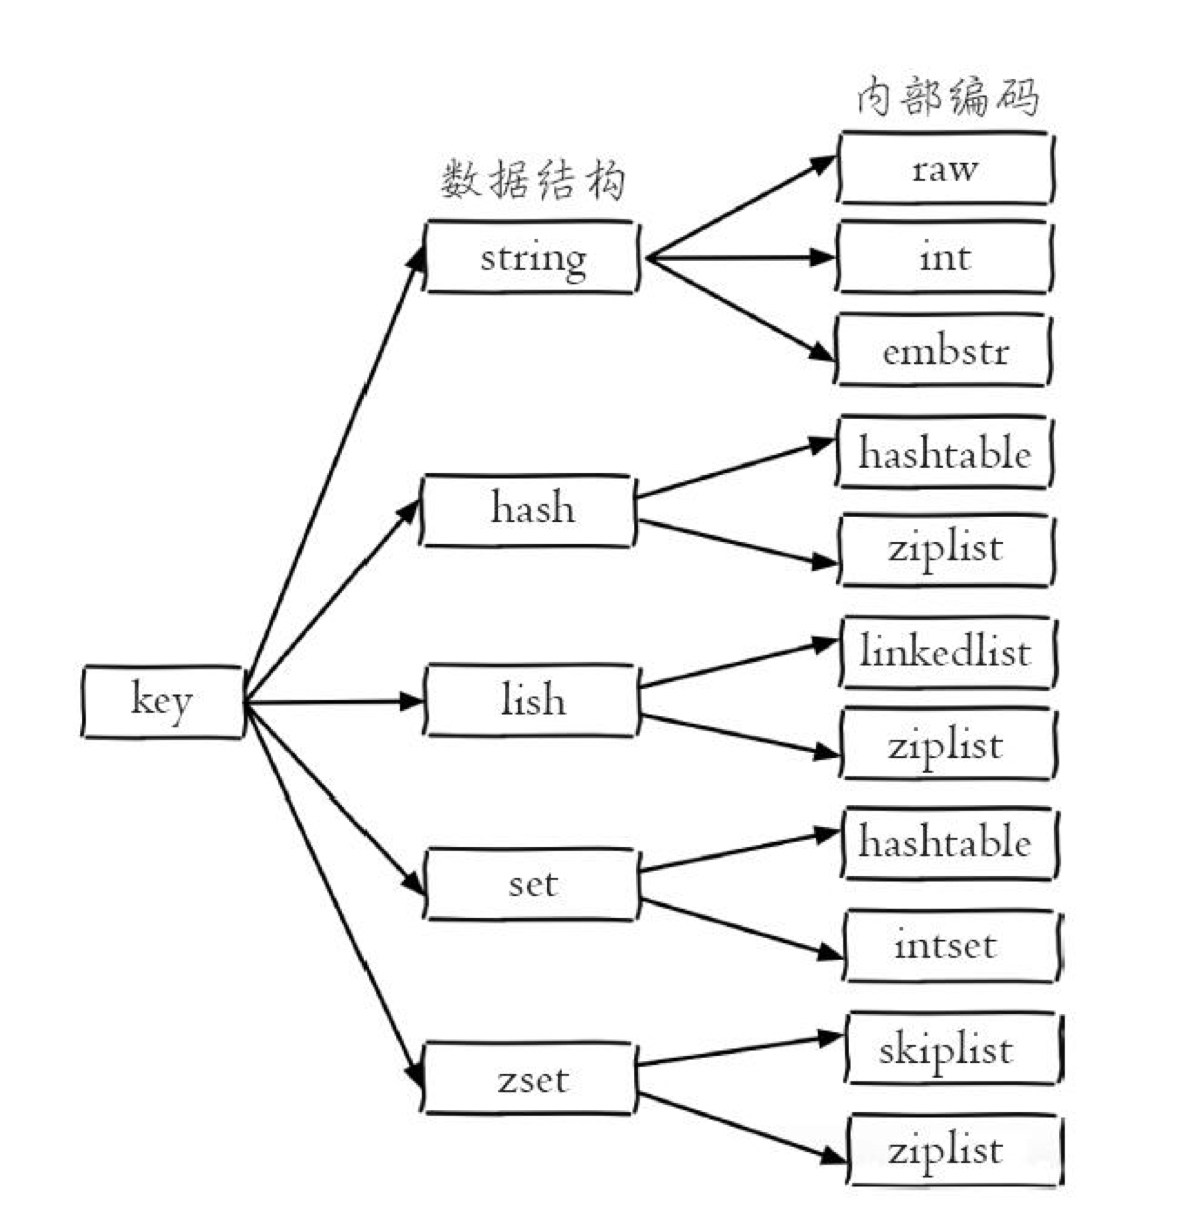 内部编码
raw
数据结构
string
int
embstr
hashtable
hash
ziplist
linkedlist
key
lish
ziplist
hashtable
set
intset
skiplist
zset
ziplist